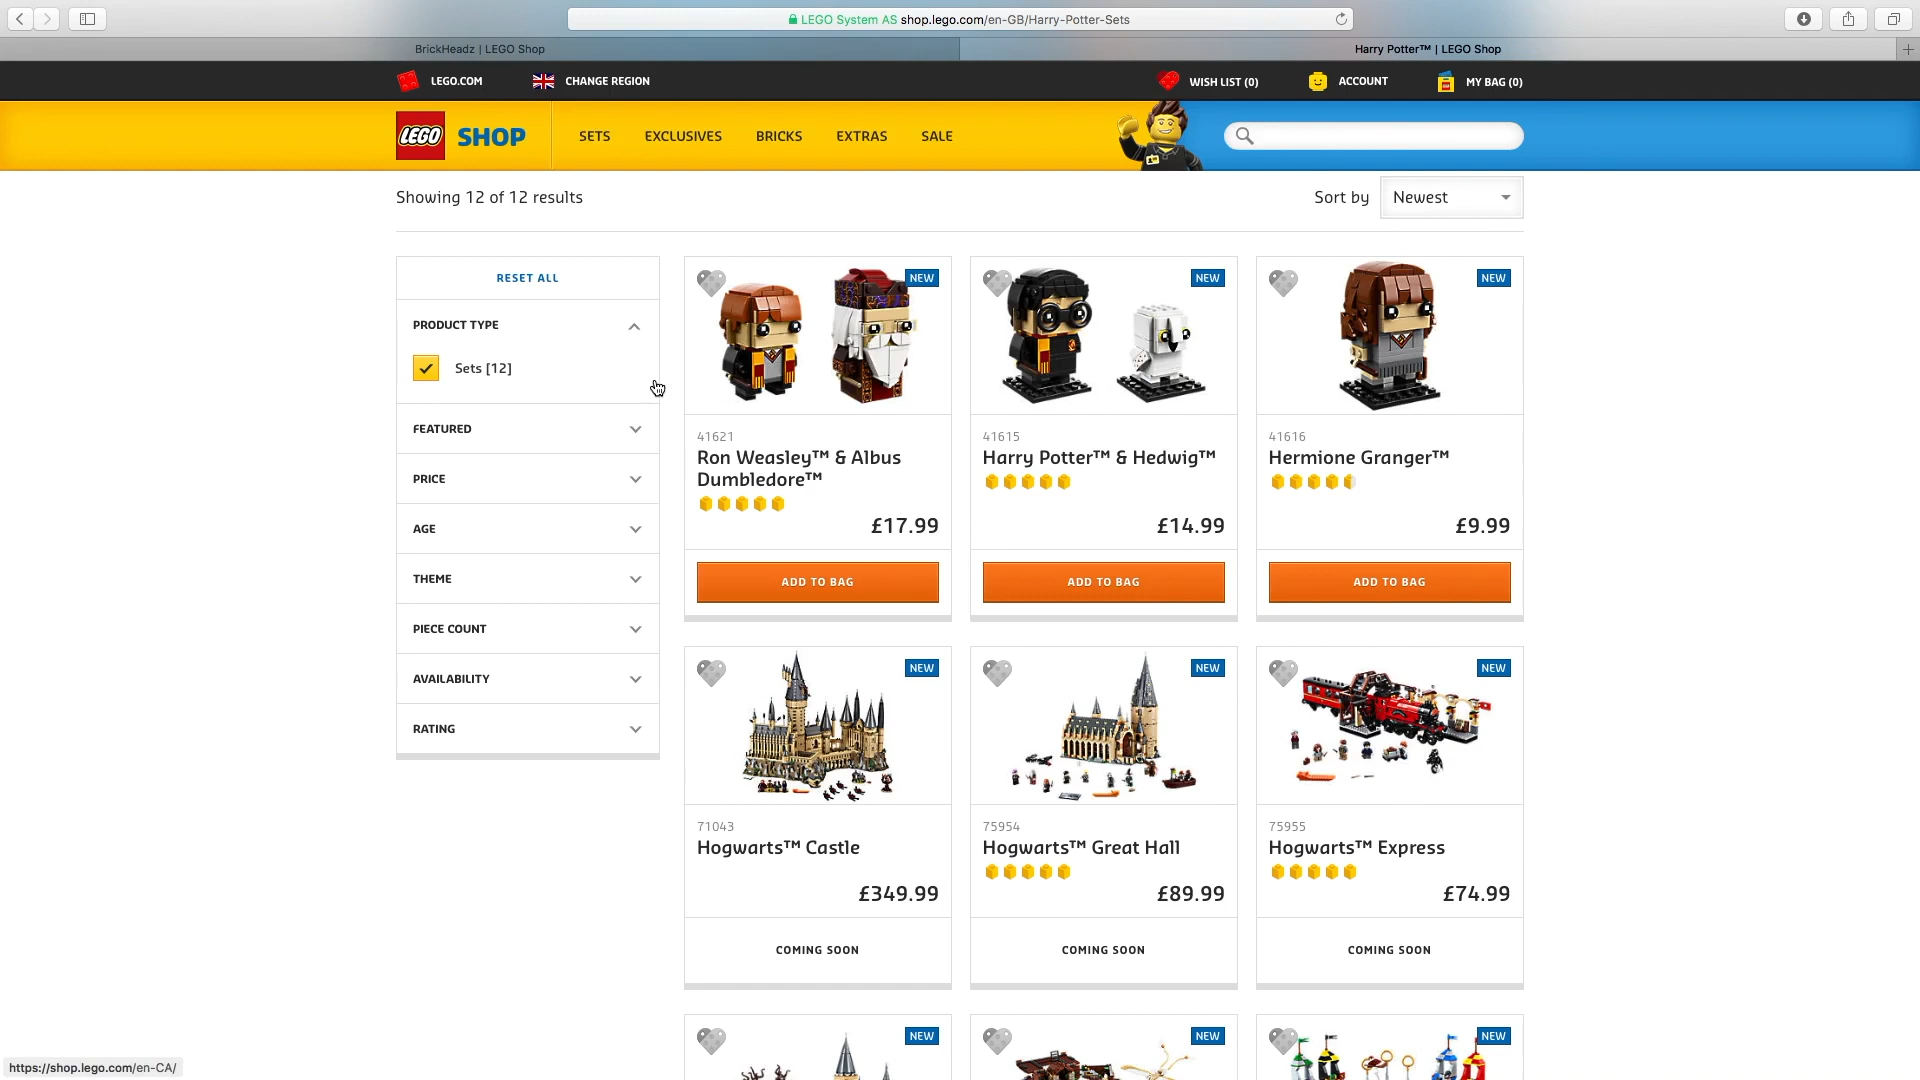 LEGO System AS shop.lego.com/en-GB/Harry-Potter-Sets
BrickHeadz | LEGO Shop
Harry Potter™ | LEGO Shop
LEGO.COM
CHANGE REGION
WISH LIST (0)
ACCOUNT
MY BAG (0)
LEGO SHOP
SETS
EXCLUSIVES
BRICKS
EXTRAS
SALE
Showing 12 of 12 results
Sort by
Newest
RESET ALL
PRODUCT TYPE
Sets [12]
FEATURED
PRICE
AGE
THEME
PIECE COUNT
AVAILABILITY
RATING
NEW
41621
Ron Weasley™ & Albus
Dumbledore™
£17.99
ADD TO BAG
NEW
41615
Harry Potter™ & Hedwig™
£14.99
ADD TO BAG
NEW
41616
Hermione Granger™
£9.99
ADD TO BAG
NEW
71043
Hogwarts™ Castle
£349.99
COMING SOON
NEW
75954
Hogwarts™ Great Hall
£89.99
COMING SOON
NEW
75955
Hogwarts™ Express
£74.99
COMING SOON
NEW
NEW
NEW
https://shop.lego.com/en-CA/